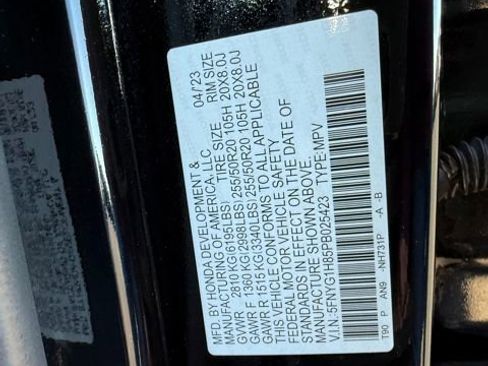 MFD. BY HONDA DEVELOPMENT & 04/23
MANUFACTURING OF AMERICA, LLC
GVWR 2810KG(6195LBS) TIRE SIZE RIM SIZE
GAWR F 1360KG(2998LBS) 255/50R20 105H 20X8.0J
GAWR R 1515KG(3340LBS) 255/50R20 105H 20X8.0J
THIS VEHICLE CONFORMS TO ALL APPLICABLE
FEDERAL MOTOR VEHICLE SAFETY
STANDARDS IN EFFECT ON THE DATE OF
MANUFACTURE SHOWN ABOVE.
V.I.N.:5FNYG1H85PB025423 TYPE:MPV
T90 P AN9 -NH731P -A -B